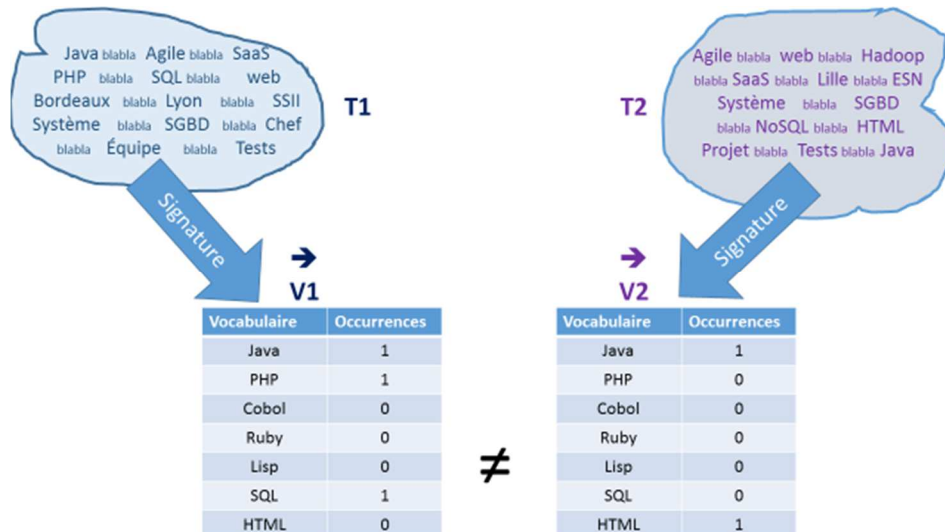 Java blabla Agile blabla SaaS
PHP blabla SQL blabla web
Bordeaux blabla Lyon blabla SSII
Système blabla SGBD blabla Chef
blabla Équipe blabla Tests
T1
T2
Agile blabla web blabla Hadoop
blabla SaaS blabla Lille blabla ESN
Système blabla SGBD
blabla NoSQL blabla HTML
Projet blabla Tests blabla Java
Signature
Signature
➔
V1
➔
V2
Vocabulaire Occurrences
Java 1
PHP 1
Cobol 0
Ruby 0
Lisp 0
SQL 1
HTML 0
≠
Vocabulaire Occurrences
Java 1
PHP 0
Cobol 0
Ruby 0
Lisp 0
SQL 0
HTML 1